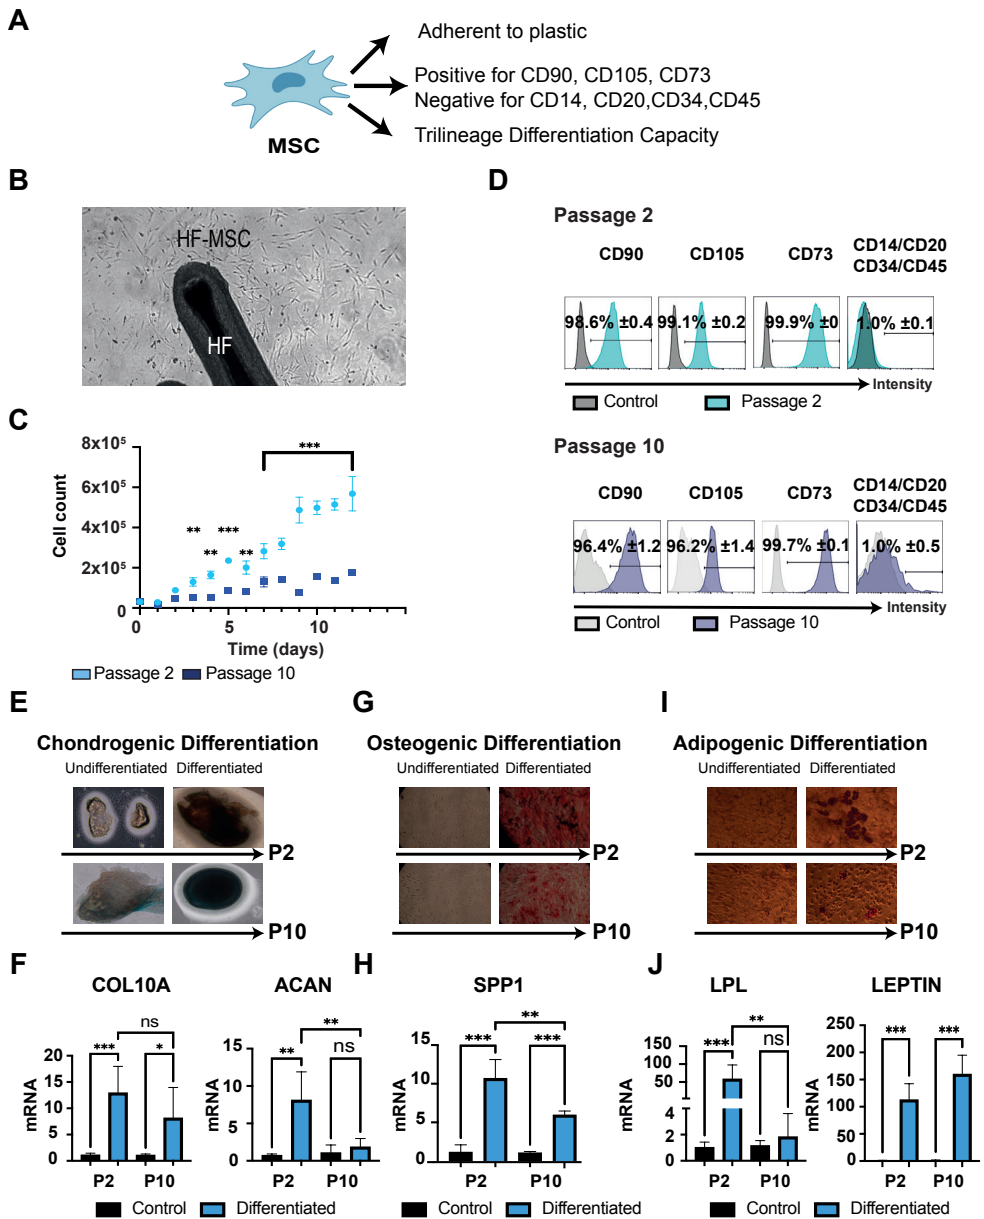 A
Adherent to plastic
Positive for CD90, CD105, CD73
Negative for CD14, CD20,CD34,CD45
Trilineage Differentiation Capacity
MSC
B
HF-MSC
HF
C
8x10⁵
6x10⁵
4x10⁵
2x10⁵
0
Cell count
** ** *** ** ***
0 5 10
Time (days)
Passage 2 Passage 10
D
Passage 2
CD90 CD105 CD73 CD14/CD20
CD34/CD45
98.6% ±0.4 99.1% ±0.2 99.9% ±0 1.0% ±0.1
Intensity
Control Passage 2
Passage 10
CD90 CD105 CD73 CD14/CD20
CD34/CD45
96.4% ±1.2 96.2% ±1.4 99.7% ±0.1 1.0% ±0.5
Intensity
Control Passage 10
E
Chondrogenic Differentiation
Undifferentiated Differentiated
P2
P10
G
Osteogenic Differentiation
Undifferentiated Differentiated
P2
P10
I
Adipogenic Differentiation
Undifferentiated Differentiated
P2
P10
F
COL10A
mRNA
20
15
10
5
0
ns
*** *
P2 P10
ACAN
mRNA
15
10
5
0
**
** ns
P2 P10
Control Differentiated
H
SPP1
mRNA
15
10
5
0
**
*** ***
P2 P10
Control Differentiated
J
LPL
mRNA
150
100
50
4
2
0
**
*** ns
P2 P10
LEPTIN
mRNA
250
200
150
100
50
0
*** ***
P2 P10
Control Differentiated